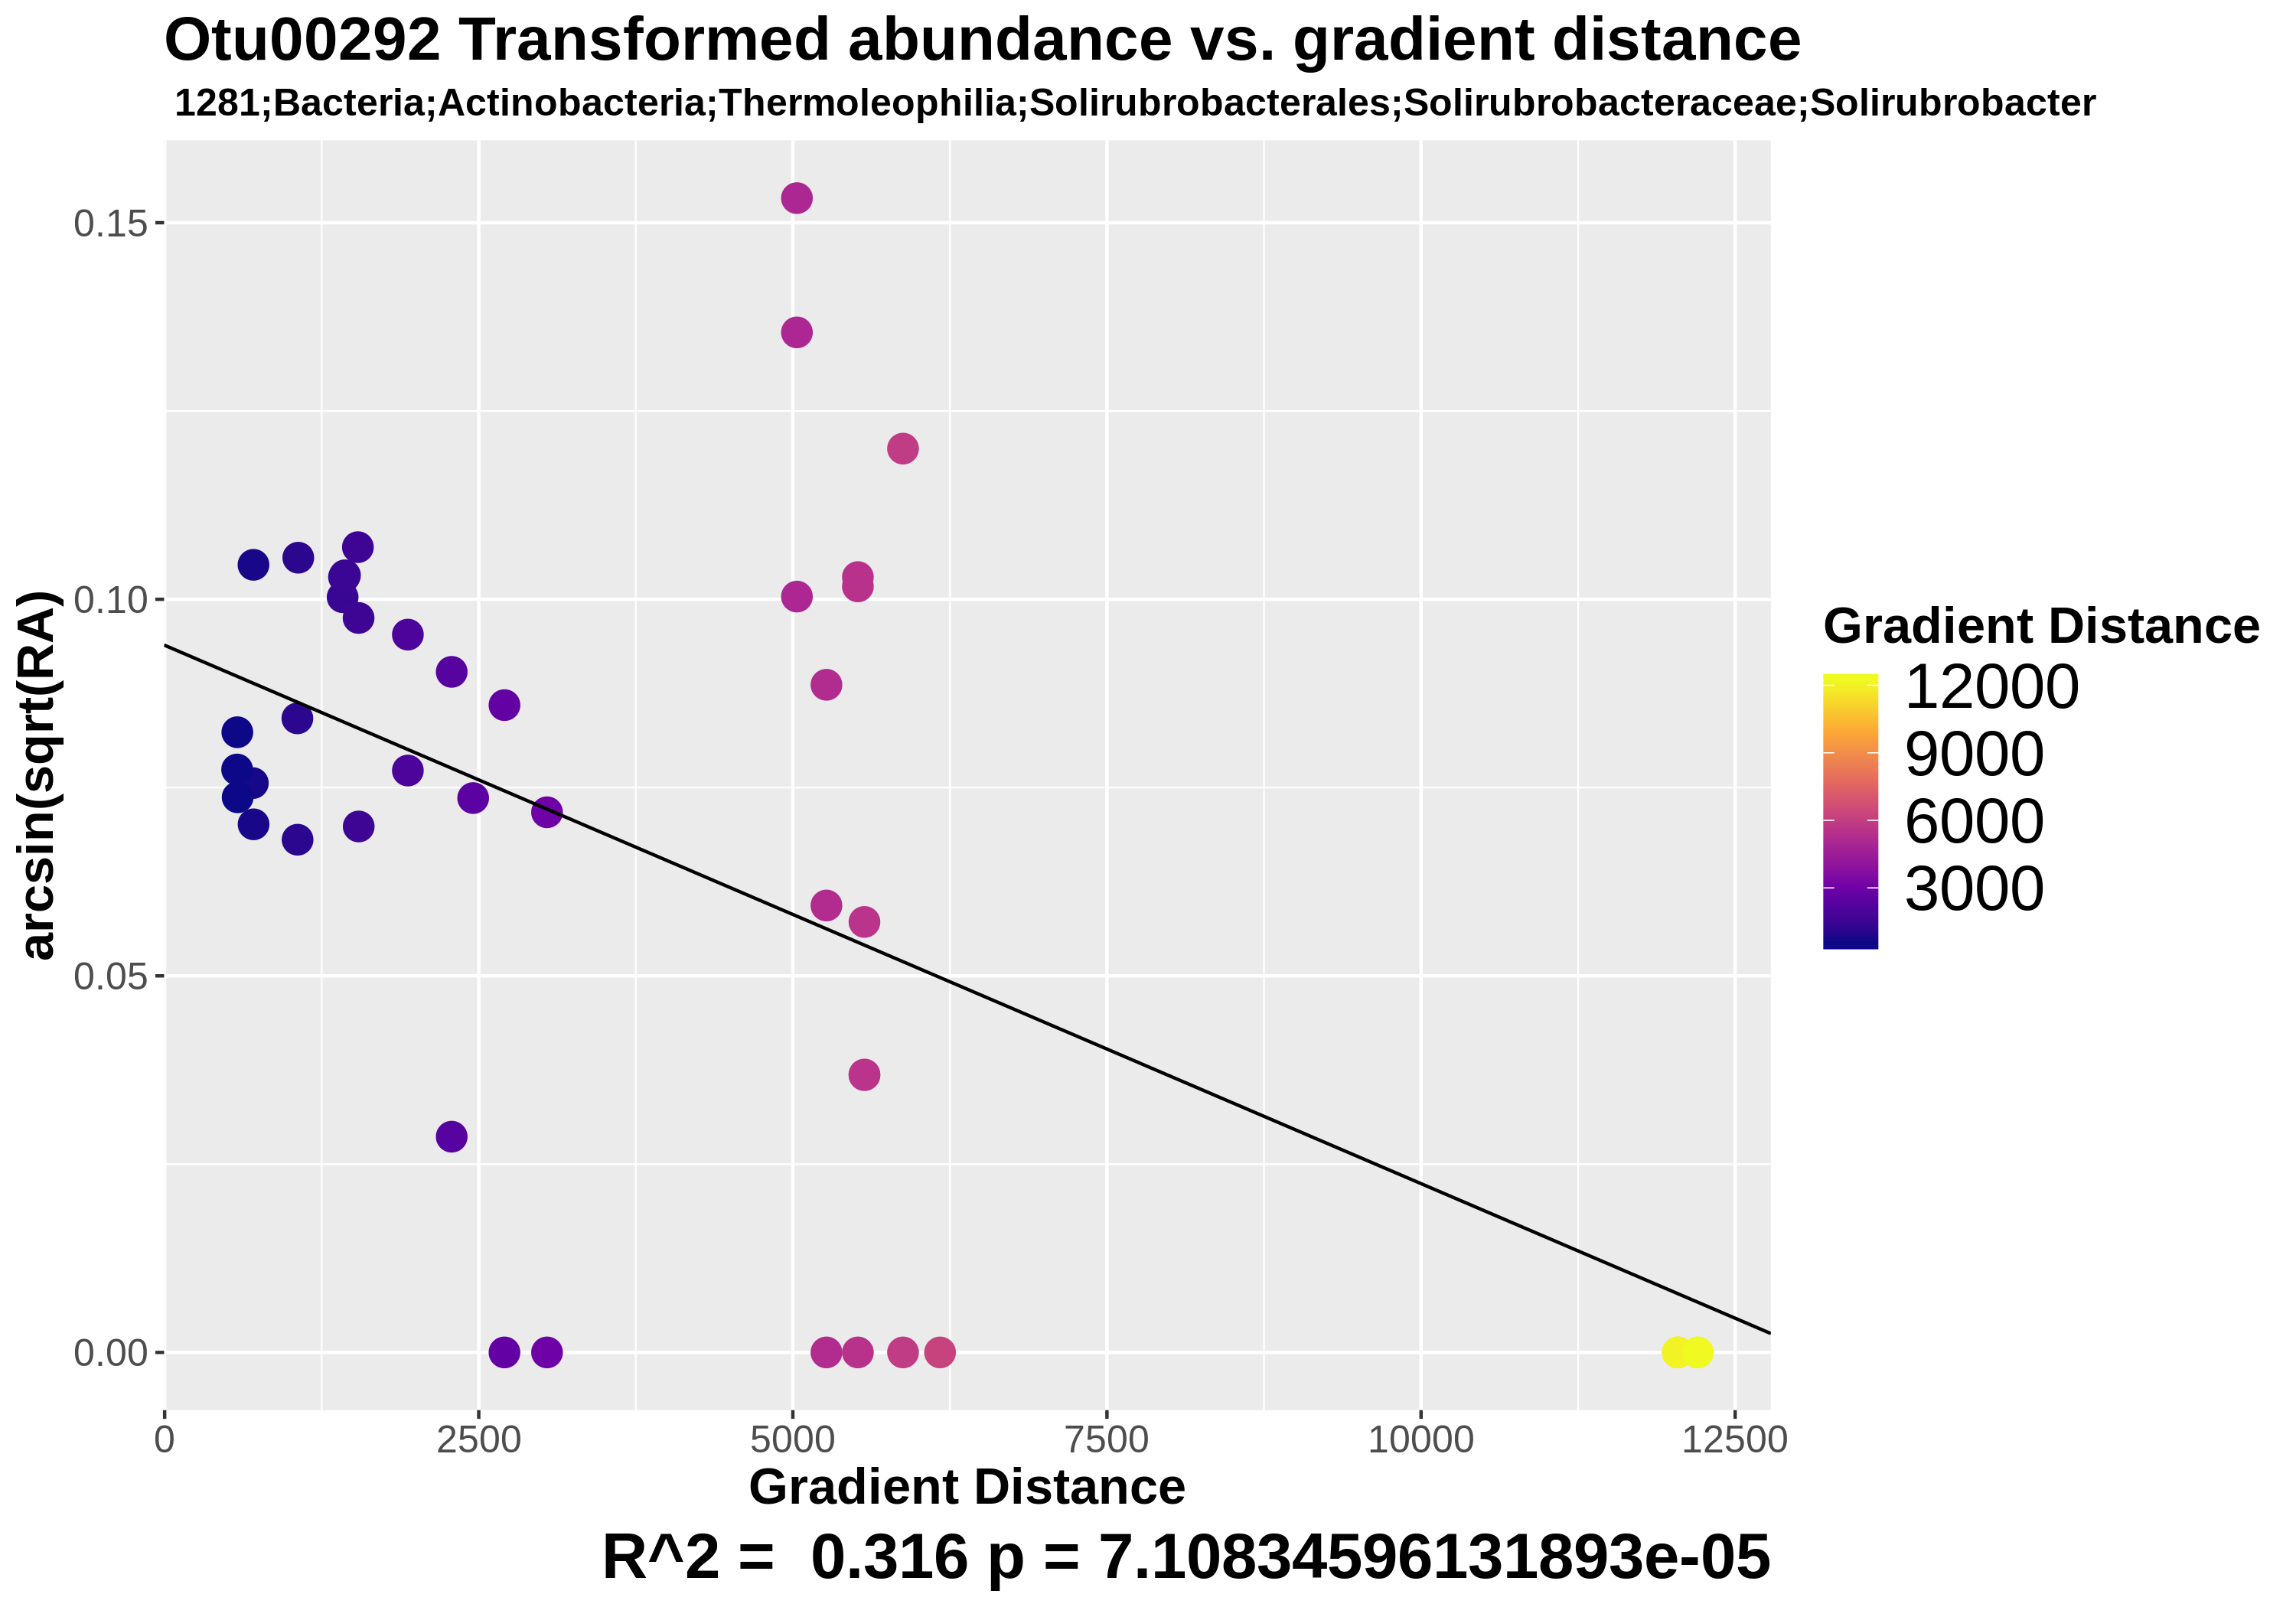 Otu00292 Transformed abundance vs. gradient distance
1281;Bacteria;Actinobacteria;Thermoleophilia;Solirubrobacterales;Solirubrobacteraceae;Solirubrobacter
arcsin(sqrt(RA)
0.15
0.10
0.05
0.00
0 2500 5000 7500 10000 12500
Gradient Distance
Gradient Distance
12000
9000
6000
3000
R^2 =  0.316 p = 7.10834596131893e-05